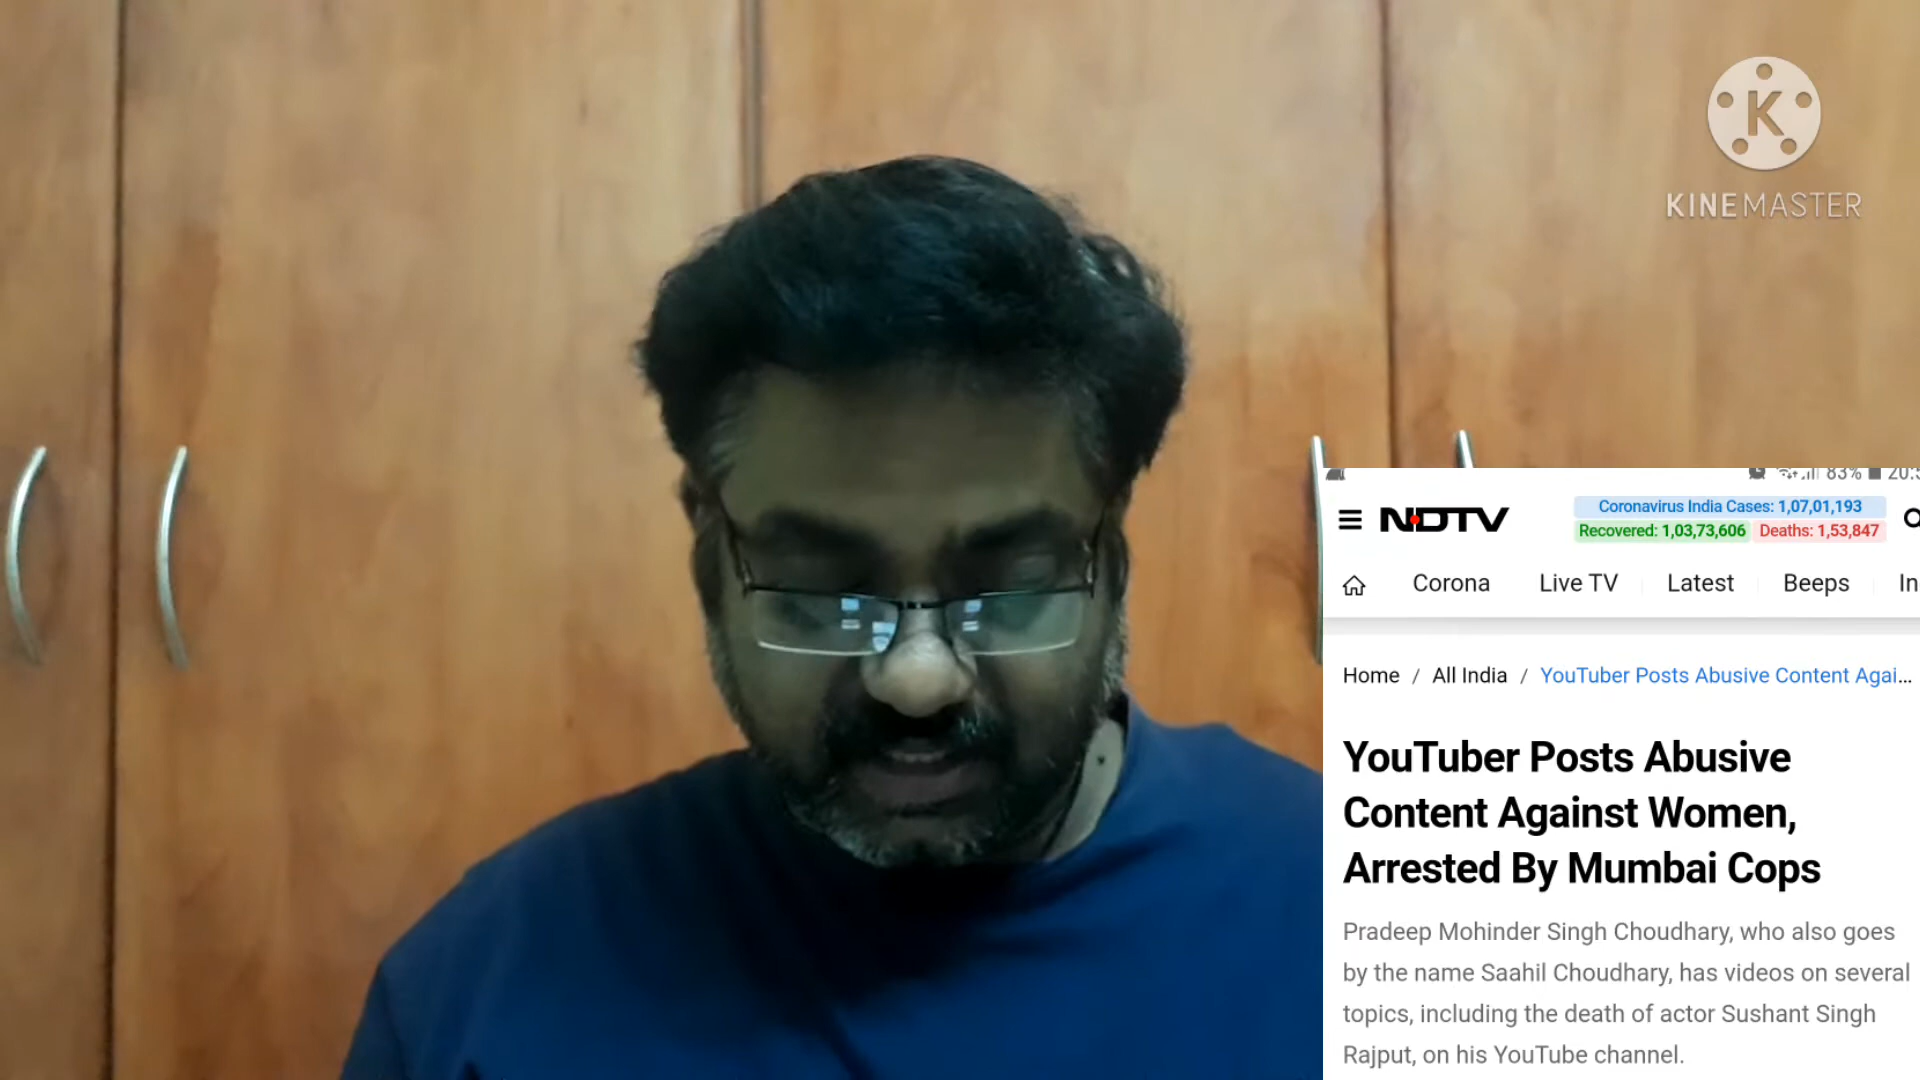 K
KINEMASTER
83% 20:5
NDTV
Coronavirus India Cases: 1,07,01,193
Recovered: 1,03,73,606 Deaths: 1,53,847
Corona Live TV Latest Beeps In
Home / All India / YouTuber Posts Abusive Content Agai...
YouTuber Posts Abusive
Content Against Women,
Arrested By Mumbai Cops
Pradeep Mohinder Singh Choudhary, who also goes
by the name Saahil Choudhary, has videos on several
topics, including the death of actor Sushant Singh
Rajput, on his YouTube channel.